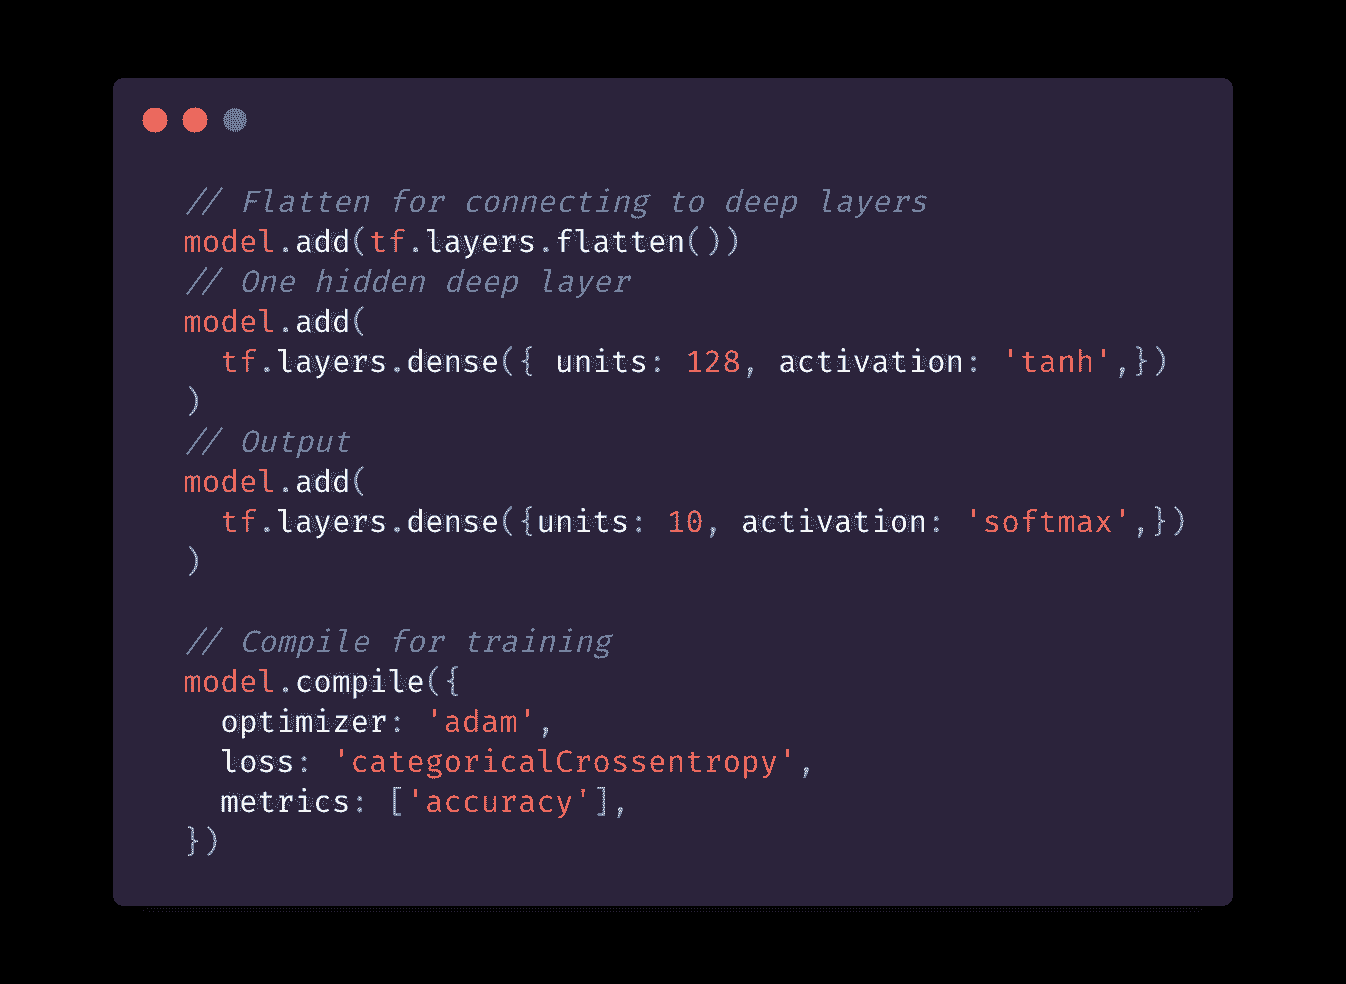 // Flatten for connecting to deep layers
model.add(tf.layers.flatten())
// One hidden deep layer
model.add(
  tf.layers.dense({ units: 128, activation: 'tanh',})
)
// Output
model.add(
  tf.layers.dense({units: 10, activation: 'softmax',})
)

// Compile for training
model.compile({
  optimizer: 'adam',
  loss: 'categoricalCrossentropy',
  metrics: ['accuracy'],
})